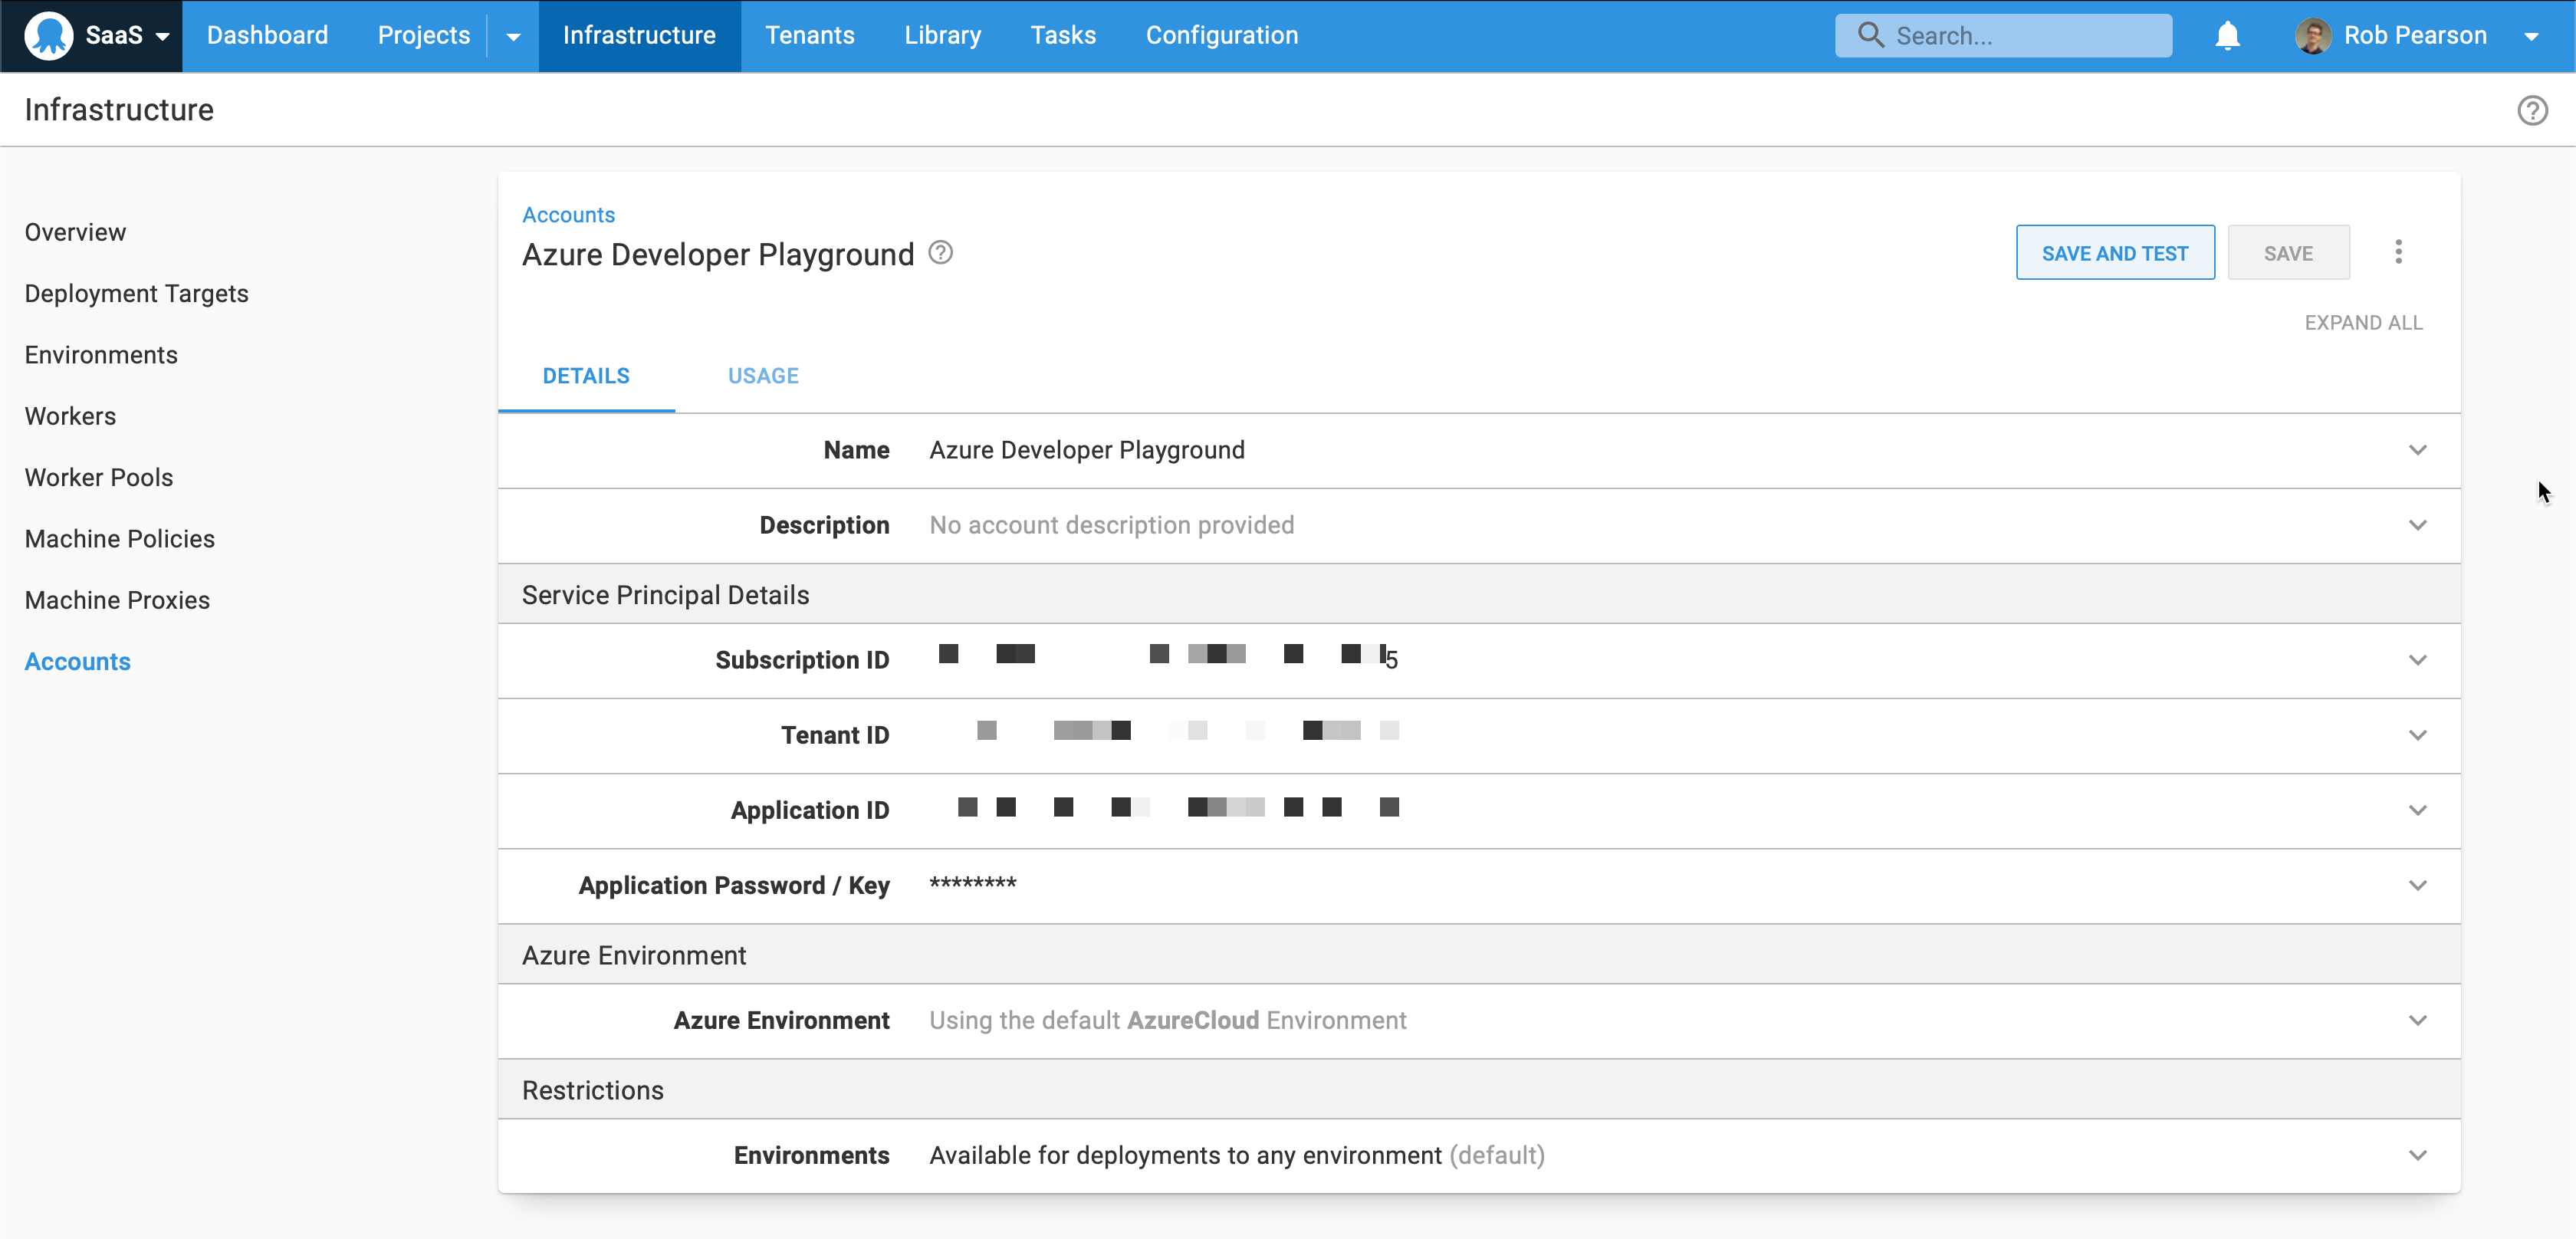 SaaS Dashboard Projects Infrastructure Tenants Library Tasks Configuration Search... Rob Pearson
Infrastructure
Overview
Deployment Targets
Environments
Workers
Worker Pools
Machine Policies
Machine Proxies
Accounts
Accounts
Azure Developer Playground
SAVE AND TEST SAVE
EXPAND ALL
DETAILS USAGE
Name Azure Developer Playground
Description No account description provided
Service Principal Details
Subscription ID 5
Tenant ID
Application ID
Application Password / Key ********
Azure Environment
Azure Environment Using the default AzureCloud Environment
Restrictions
Environments Available for deployments to any environment (default)